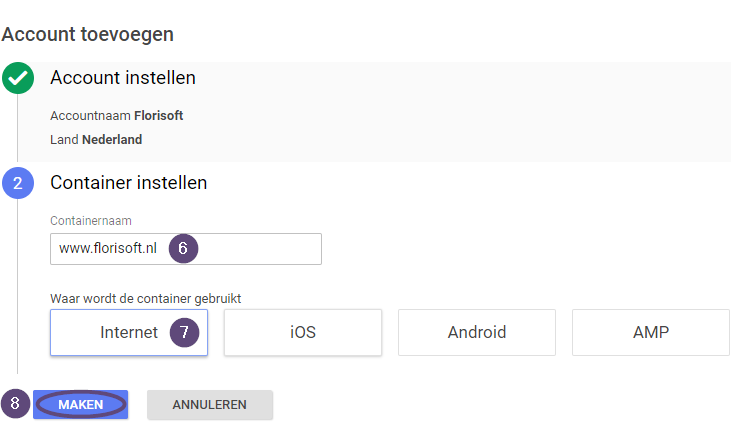 Account toevoegen
Account instellen
Accountnaam Florisoft
Land Nederland
2 Container instellen
Containernaam
www.florisoft.nl 6
Waar wordt de container gebruikt
Internet 7 iOS Android AMP
8 MAKEN ANNULEREN